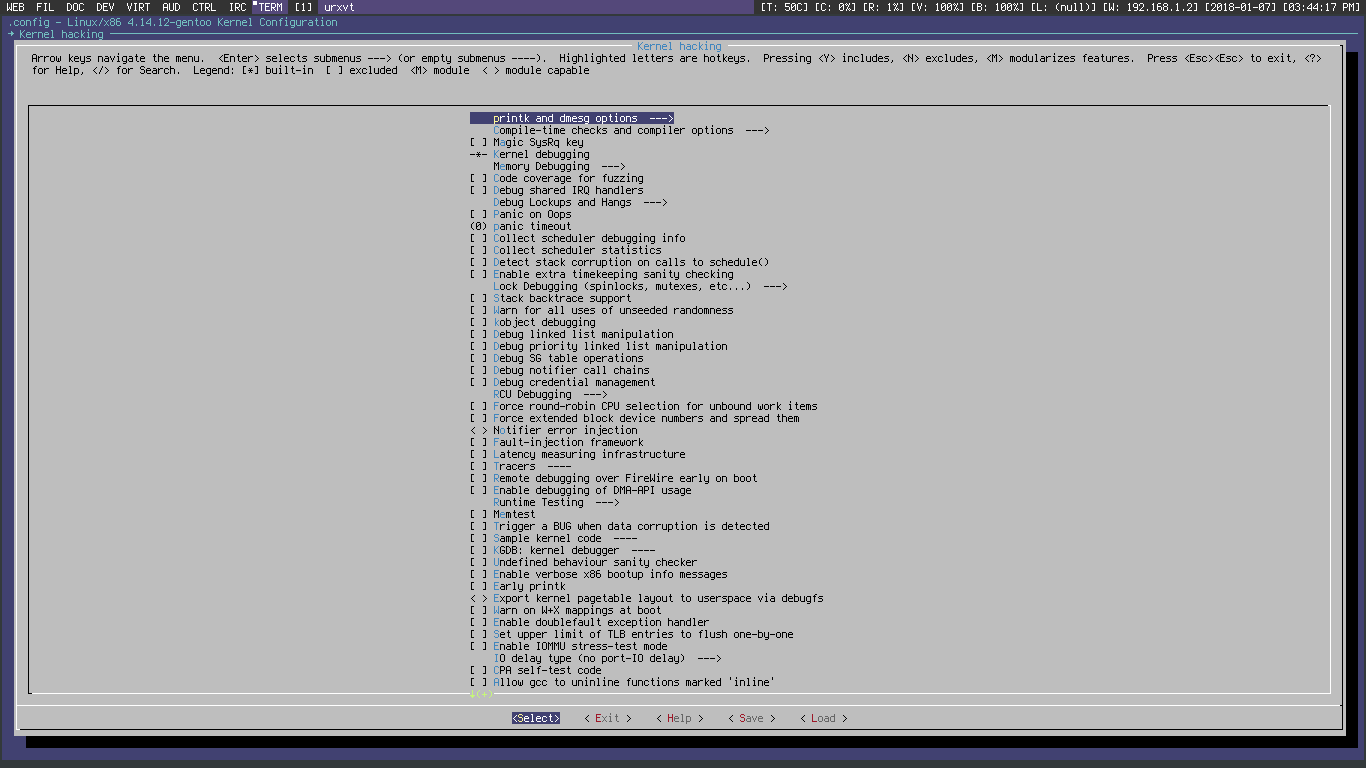 WEB FIL DOC DEV VIRT AUD CTRL IRC TERM [1] urxvt [T: 50C] [C: 0%] [R: 1%] [V: 100%] [B: 100%] [L: (null)] [W: 192.168.1.2] [2018-01-07] [03:44:17 PM]
.config - Linux/x86 4.14.12-gentoo Kernel Configuration
→ Kernel hacking
Kernel hacking
Arrow keys navigate the menu. <Enter> selects submenus ---> (or empty submenus ----). Highlighted letters are hotkeys. Pressing <Y> includes, <N> excludes, <M> modularizes features. Press <Esc><Esc> to exit, <?>
for Help, </> for Search. Legend: [*] built-in [ ] excluded <M> module < > module capable
printk and dmesg options --->
Compile-time checks and compiler options --->
[ ] Magic SysRq key
-*- Kernel debugging
Memory Debugging --->
[ ] Code coverage for fuzzing
[ ] Debug shared IRQ handlers
Debug Lockups and Hangs --->
[ ] Panic on Oops
(0) panic timeout
[ ] Collect scheduler debugging info
[ ] Collect scheduler statistics
[ ] Detect stack corruption on calls to schedule()
[ ] Enable extra timekeeping sanity checking
Lock Debugging (spinlocks, mutexes, etc...) --->
[ ] Stack backtrace support
[ ] Warn for all uses of unseeded randomness
[ ] kobject debugging
[ ] Debug linked list manipulation
[ ] Debug priority linked list manipulation
[ ] Debug SG table operations
[ ] Debug notifier call chains
[ ] Debug credential management
RCU Debugging --->
[ ] Force round-robin CPU selection for unbound work items
[ ] Force extended block device numbers and spread them
< > Notifier error injection
[ ] Fault-injection framework
[ ] Latency measuring infrastructure
[ ] Tracers ----
[ ] Remote debugging over FireWire early on boot
[ ] Enable debugging of DMA-API usage
Runtime Testing --->
[ ] Memtest
[ ] Trigger a BUG when data corruption is detected
[ ] Sample kernel code ----
[ ] KGDB: kernel debugger ----
[ ] Undefined behaviour sanity checker
[ ] Enable verbose x86 bootup info messages
[ ] Early printk
< > Export kernel pagetable layout to userspace via debugfs
[ ] Warn on W+X mappings at boot
[ ] Enable doublefault exception handler
[ ] Set upper limit of TLB entries to flush one-by-one
[ ] Enable IOMMU stress-test mode
IO delay type (no port-IO delay) --->
[ ] CPA self-test code
[ ] Allow gcc to uninline functions marked 'inline'
↓(+)
<Select> < Exit > < Help > < Save > < Load >